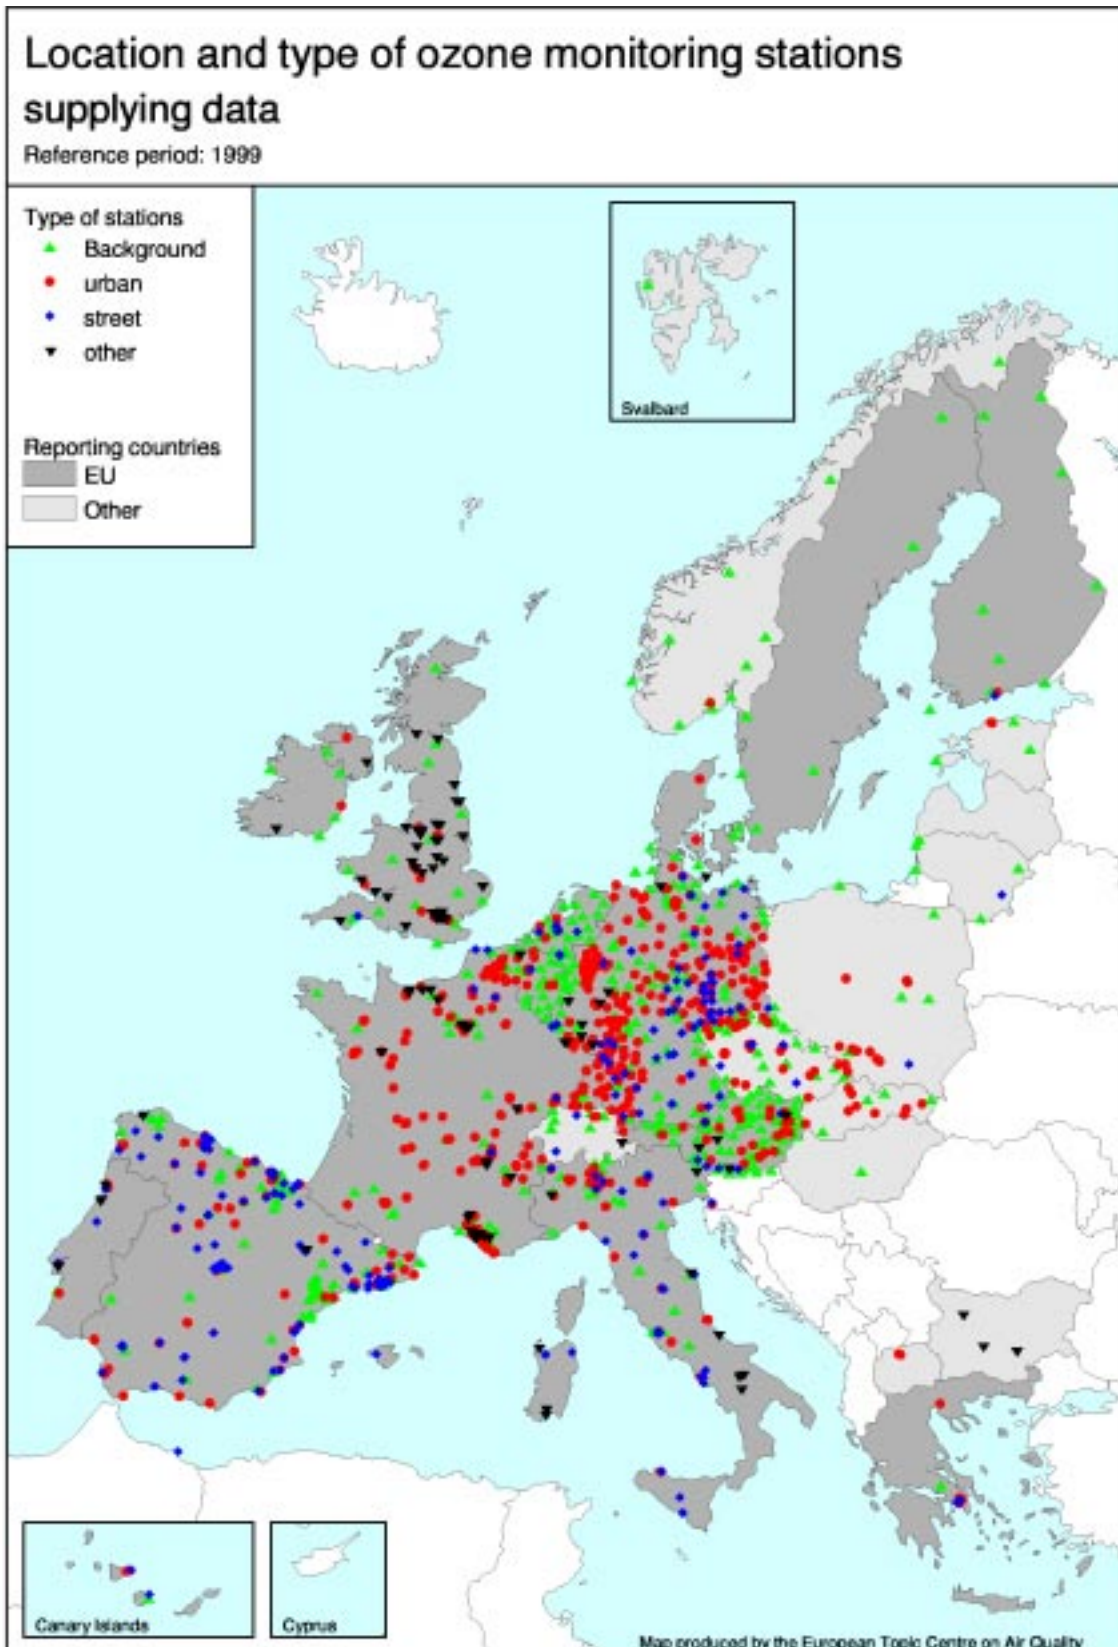 Location and type of ozone monitoring stations
supplying data
Reference period: 1999
Type of stations
Background
urban
street
other
Reporting countries
EU
Other
Svalbard
Canary Islands
Cyprus
Map produced by the European Topic Centre on Air Quality